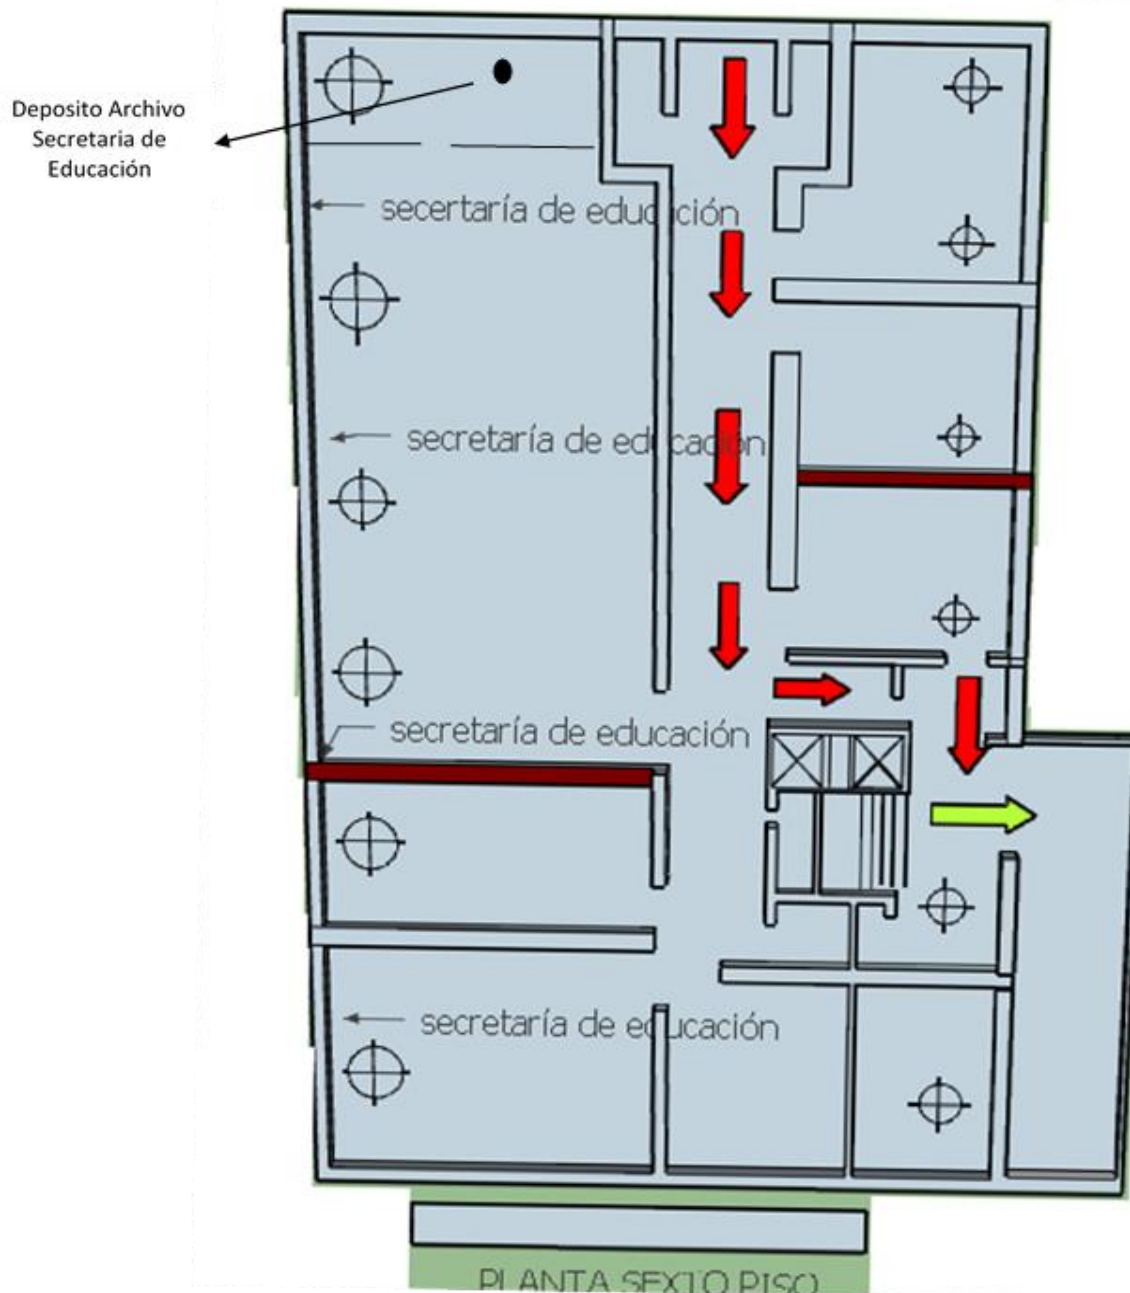 Deposito Archivo
Secretaria de
Educación
secertaría de educación
secretaría de educación
secretaría de educación
secretaría de educación
PLANTA SEXTO PISO